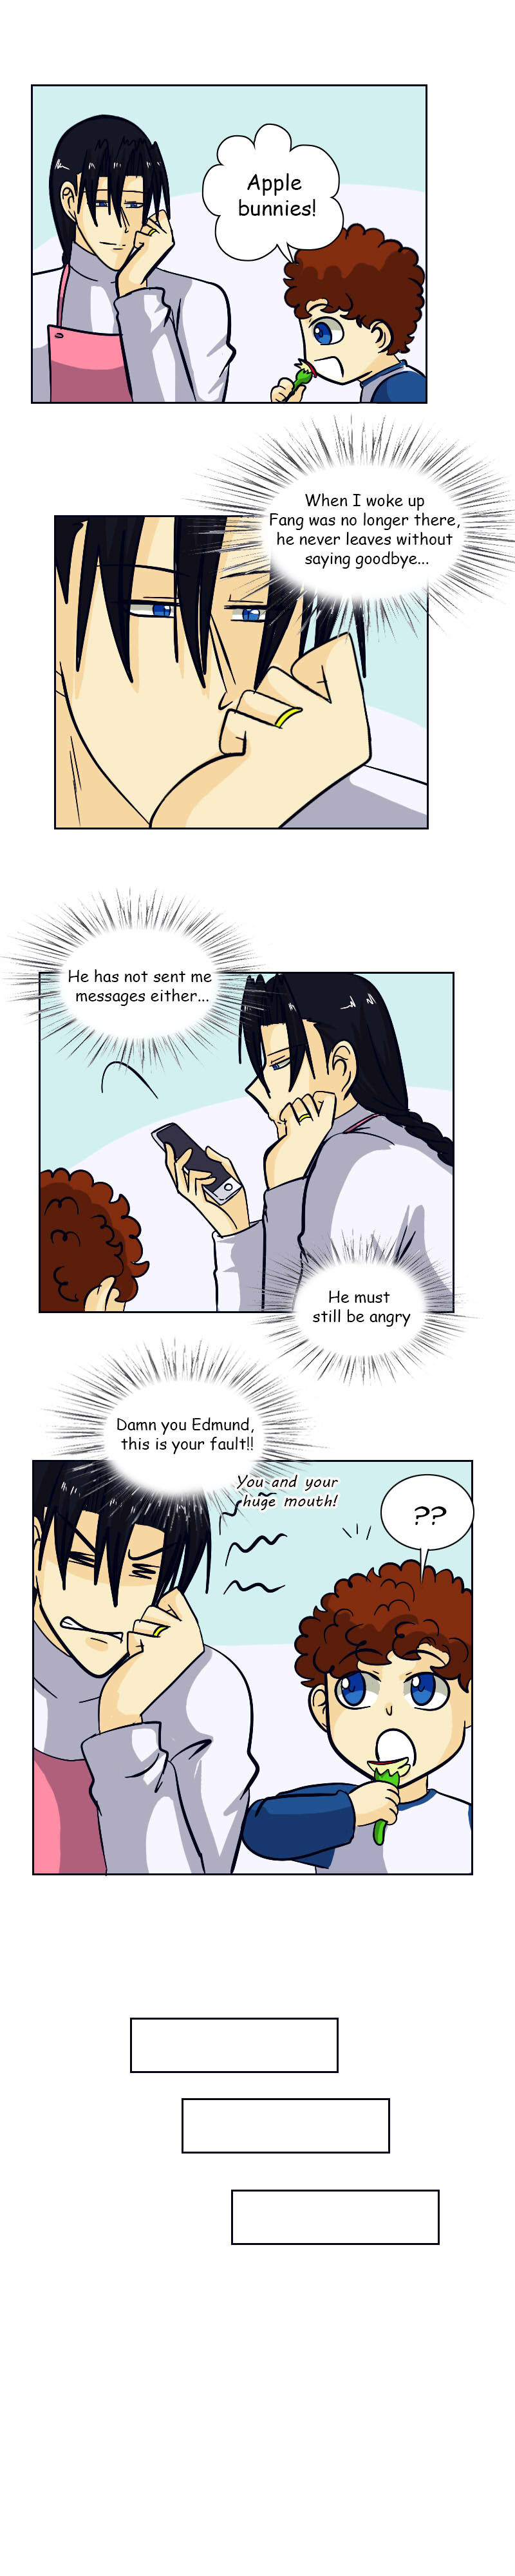 Apple
bunnies!
When I woke up
Fang was no longer there,
he never leaves without
saying goodbye...
He has not sent me
messages either...
He must
still be angry
Damn you Edmund,
this is your fault!!
You and your
huge mouth!
??